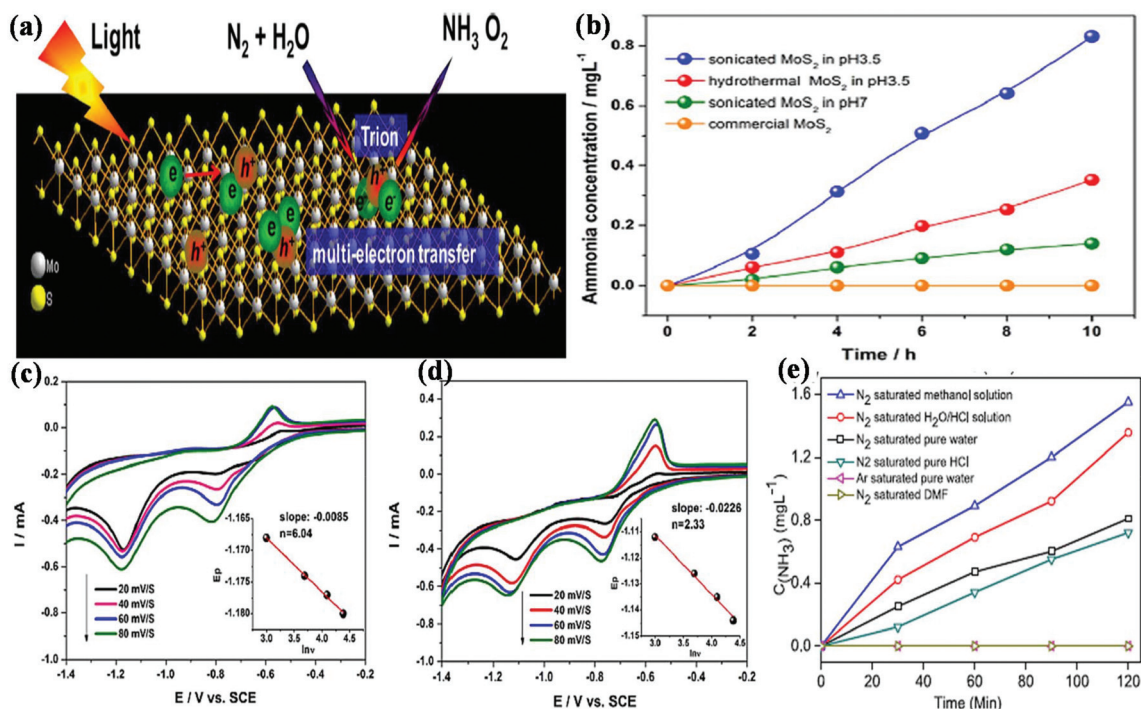 (a)
Light
N₂ + H₂O
NH₃ O₂
Trion
e
h⁺
e
h⁺
e⁻
e⁻
e
e
h⁺
h⁺
multi-electron transfer
Mo
S
(b)
Ammonia concentration / mgL⁻¹
0.8
0.6
0.4
0.2
0.0
sonicated MoS₂ in pH3.5
hydrothermal MoS₂ in pH3.5
sonicated MoS₂ in pH7
commercial MoS₂
0 2 4 6 8 10
Time / h
(c)
I / mA
0.2
0.0
-0.2
-0.4
-0.6
-0.8
-1.0
20 mV/S
40 mV/S
60 mV/S
80 mV/S
slope: -0.0085
n=6.04
Ep
-1.165
-1.170
-1.175
-1.180
3.0 3.5 4.0 4.5
lnv
-1.4 -1.2 -1.0 -0.8 -0.6 -0.4 -0.2
E / V vs. SCE
(d)
I / mA
0.4
0.2
0.0
-0.2
-0.4
-0.6
-0.8
-1.0
20 mV/S
40 mV/S
60 mV/S
80 mV/S
slope: -0.0226
n=2.33
Ep
-1.11
-1.12
-1.13
-1.14
-1.15
3.0 3.5 4.0 4.5
lnv
-1.4 -1.2 -1.0 -0.8 -0.6 -0.4 -0.2
E / V vs. SCE
(e)
C(NH₃) (mgL⁻¹)
1.6
1.2
0.8
0.4
0.0
N₂ saturated methanol solution
N₂ saturated H₂O/HCl solution
N₂ saturated pure water
N2 saturated pure HCl
Ar saturated pure water
N₂ saturated DMF
0 20 40 60 80 100 120
Time (Min)